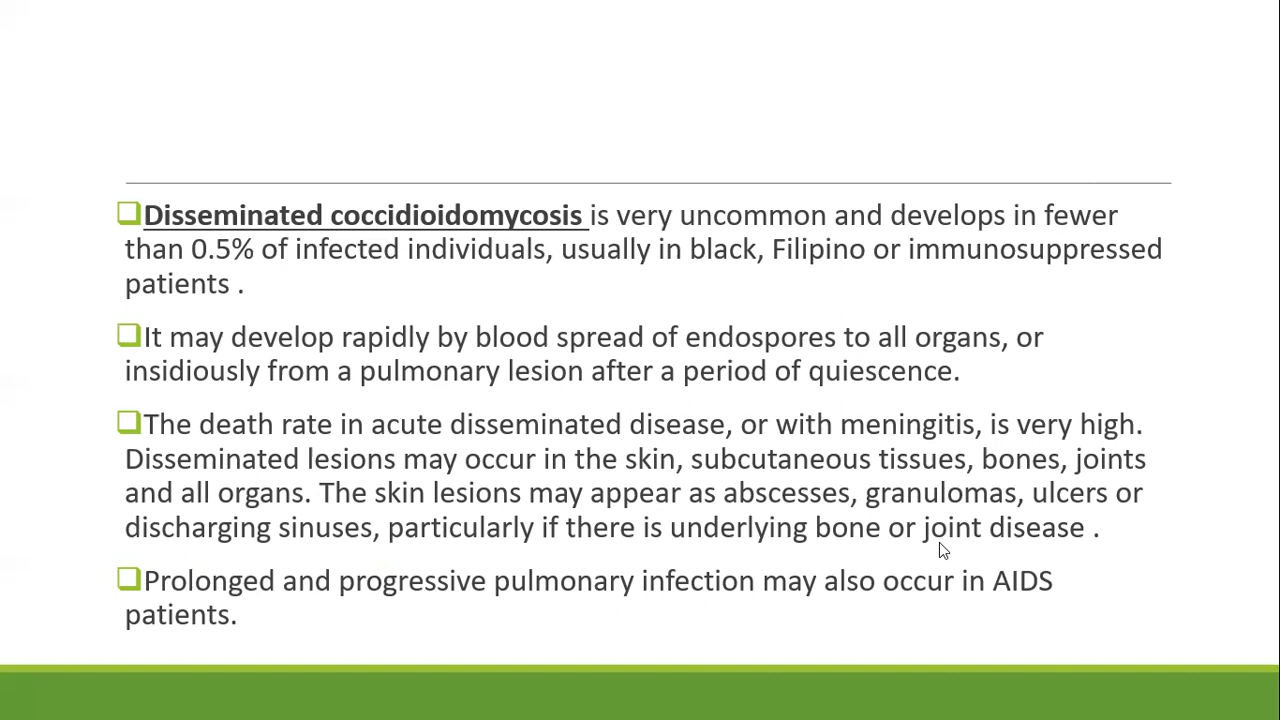 Disseminated coccidioidomycosis is very uncommon and develops in fewer
than 0.5% of infected individuals, usually in black, Filipino or immunosuppressed
patients .
It may develop rapidly by blood spread of endospores to all organs, or
insidiously from a pulmonary lesion after a period of quiescence.
The death rate in acute disseminated disease, or with meningitis, is very high.
Disseminated lesions may occur in the skin, subcutaneous tissues, bones, joints
and all organs. The skin lesions may appear as abscesses, granulomas, ulcers or
discharging sinuses, particularly if there is underlying bone or joint disease .
Prolonged and progressive pulmonary infection may also occur in AIDS
patients.